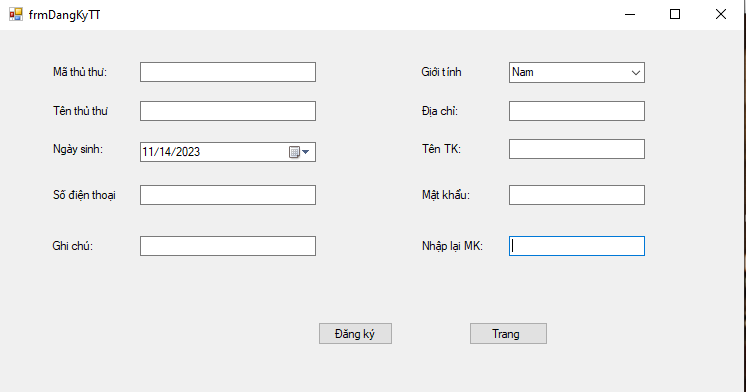 frmDangKyTT
Mã thủ thư:
Giới tính
Nam
Tên thủ thư
Địa chỉ:
Ngày sinh:
11/14/2023
Tên TK:
Số điện thoại
Mật khẩu:
Ghi chú:
Nhập lại MK:
Đăng ký
Trang